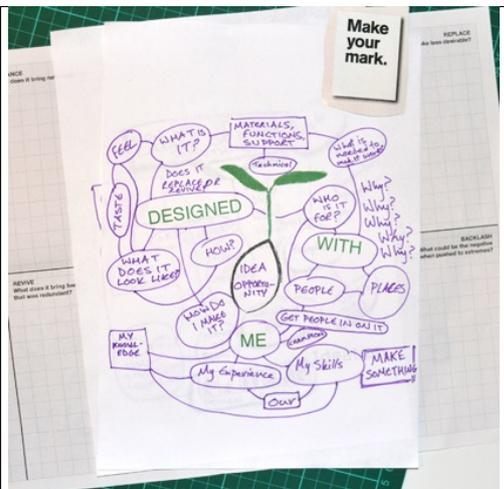 Make
your
mark.
REPLACE
REVIVE
What does it bring
that was redundant?
BACKLASH
What could be the negative
when pushed to extremes?
FEEL
WHAT IS
IT?
MATERIALS,
FUNCTIONS,
SUPPORT
What is
needed to
make it
Technical
DOES IT
REPLACE OR
REVIVE?
TASTE
DESIGNED
WHO
IS IT
FOR?
Why?
Why?
Why?
Why?
Why?
HOW?
WITH
WHAT
DOES IT
LOOK LIKE?
IDEA
OPPORTU-
NITY
PEOPLE
PLACES
HOW DO
I MAKE
IT?
GET PEOPLE IN ON IT
MY
KNOWL-
EDGE
ME
My Experience
My Skills
MAKE
SOMETHING
Our